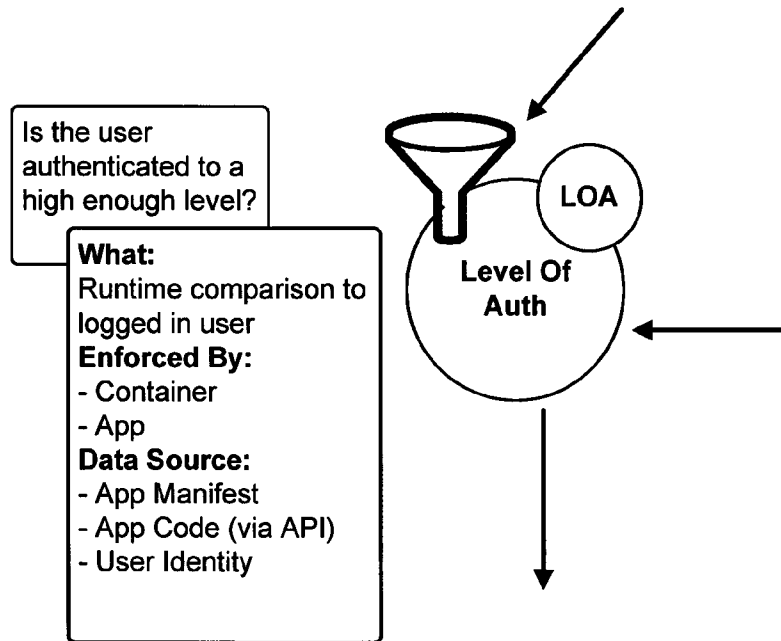 Is the user
authenticated to a
high enough level?
What:
Runtime comparison to
logged in user
Enforced By:
- Container
- App
Data Source:
- App Manifest
- App Code (via API)
- User Identity
LOA
Level Of
Auth